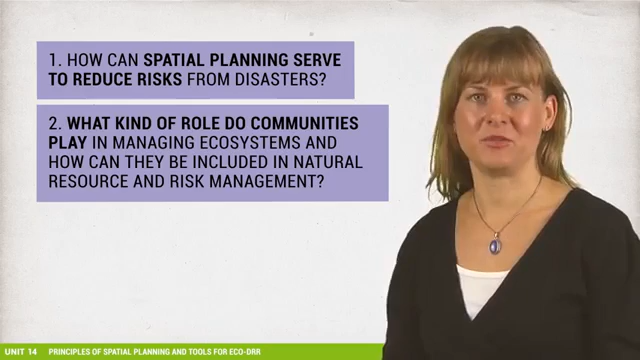 1. HOW CAN SPATIAL PLANNING SERVE
TO REDUCE RISKS FROM DISASTERS?
2. WHAT KIND OF ROLE DO COMMUNITIES
PLAY IN MANAGING ECOSYSTEMS AND
HOW CAN THEY BE INCLUDED IN NATURAL
RESOURCE AND RISK MANAGEMENT?
UNIT 14 PRINCIPLES OF SPATIAL PLANNING AND TOOLS FOR ECO-DRR